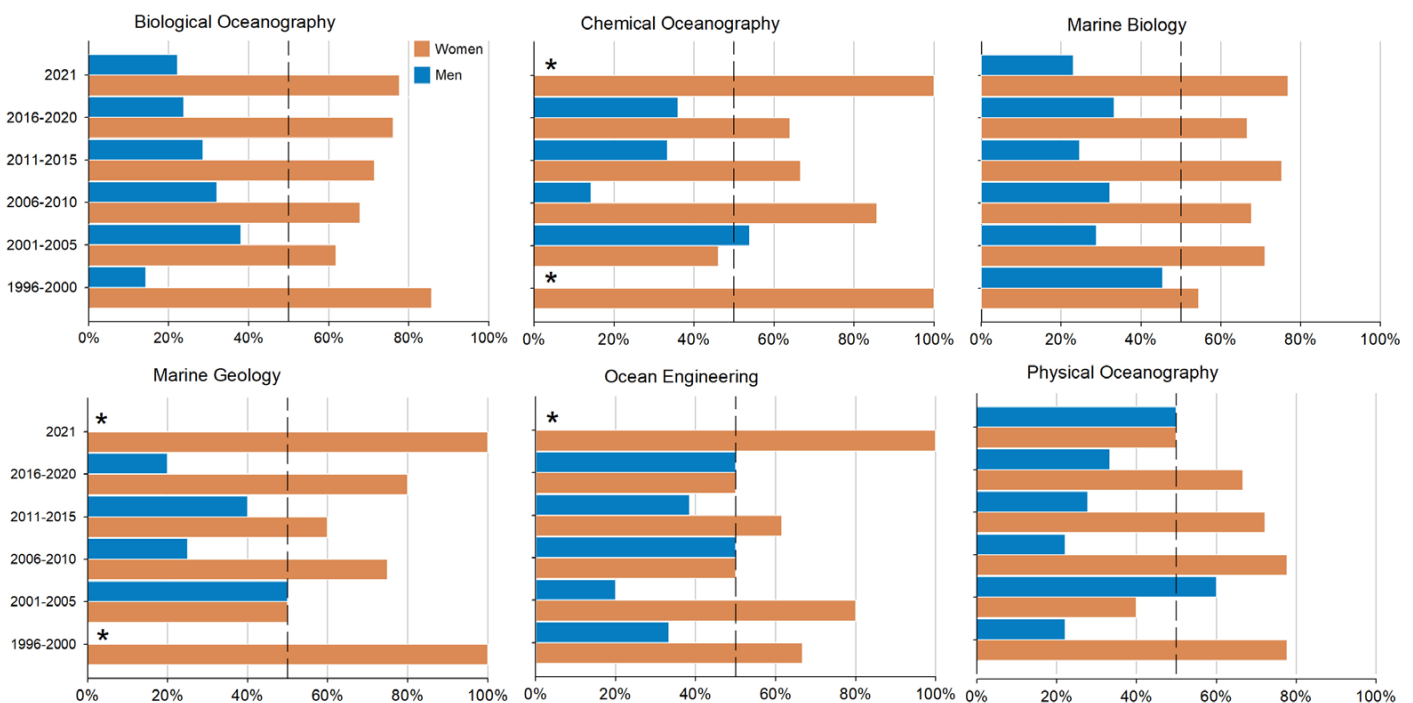 Biological Oceanography
Women
Men
2021
2016-2020
2011-2015
2006-2010
2001-2005
1996-2000
0% 20% 40% 60% 80% 100%
Chemical Oceanography
*
*
0% 20% 40% 60% 80% 100%
Marine Biology
0% 20% 40% 60% 80% 100%
Marine Geology
*
2021
2016-2020
2011-2015
2006-2010
2001-2005
*
1996-2000
0% 20% 40% 60% 80% 100%
Ocean Engineering
*
0% 20% 40% 60% 80% 100%
Physical Oceanography
0% 20% 40% 60% 80% 100%